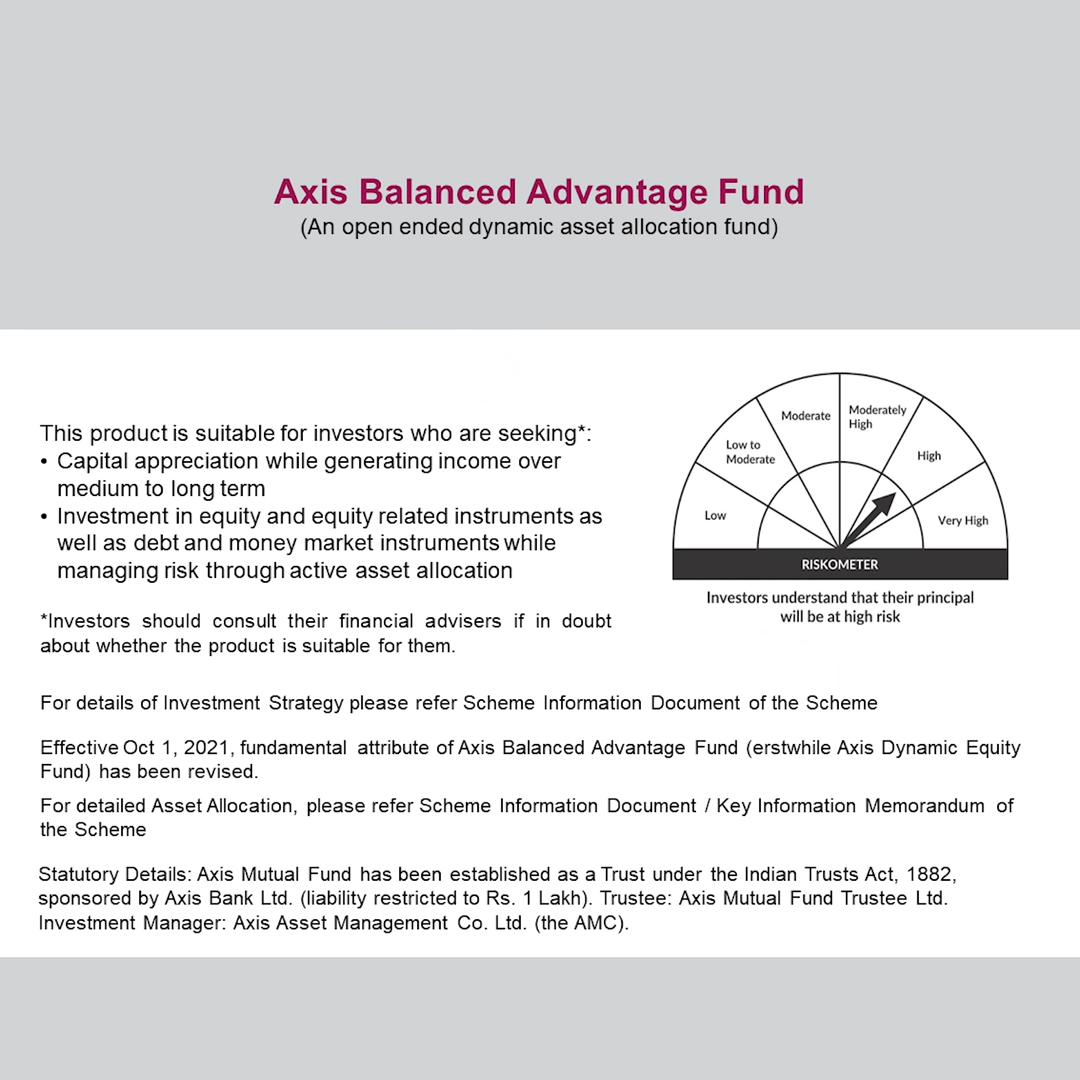 Axis Balanced Advantage Fund
(An open ended dynamic asset allocation fund)
This product is suitable for investors who are seeking*:
• Capital appreciation while generating income over
medium to long term
• Investment in equity and equity related instruments as
well as debt and money market instruments while
managing risk through active asset allocation
*Investors should consult their financial advisers if in doubt
about whether the product is suitable for them.
Low
Low to
Moderate
Moderate
Moderately
High
High
Very High
RISKOMETER
Investors understand that their principal
will be at high risk
For details of Investment Strategy please refer Scheme Information Document of the Scheme
Effective Oct 1, 2021, fundamental attribute of Axis Balanced Advantage Fund (erstwhile Axis Dynamic Equity
Fund) has been revised.
For detailed Asset Allocation, please refer Scheme Information Document / Key Information Memorandum of
the Scheme
Statutory Details: Axis Mutual Fund has been established as a Trust under the Indian Trusts Act, 1882,
sponsored by Axis Bank Ltd. (liability restricted to Rs. 1 Lakh). Trustee: Axis Mutual Fund Trustee Ltd.
Investment Manager: Axis Asset Management Co. Ltd. (the AMC).